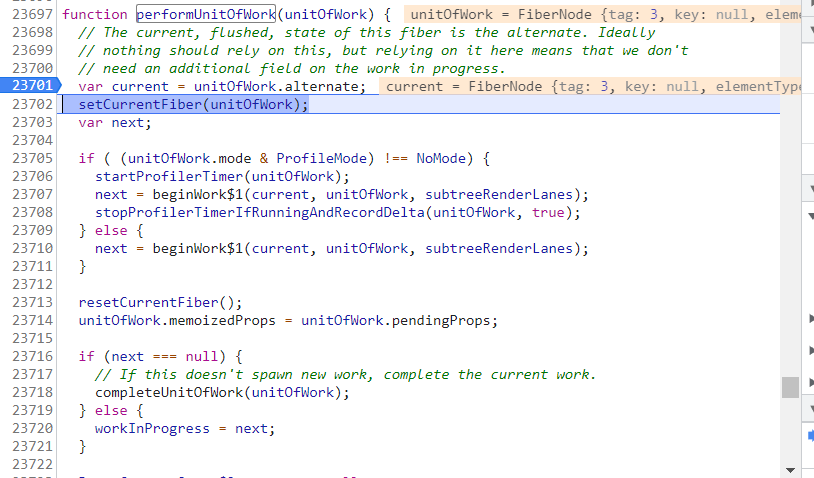 23697 function performUnitOfWork(unitOfWork) { unitOfWork = FiberNode {tag: 3, key: null, eleme
23698 // The current, flushed, state of this fiber is the alternate. Ideally
23699 // nothing should rely on this, but relying on it here means that we don't
23700 // need an additional field on the work in progress.
23701 var current = unitOfWork.alternate; current = FiberNode {tag: 3, key: null, elementType
23702 setCurrentFiber(unitOfWork);
23703 var next;
23704
23705 if ( (unitOfWork.mode & ProfileMode) !== NoMode) {
23706 startProfilerTimer(unitOfWork);
23707 next = beginWork$1(current, unitOfWork, subtreeRenderLanes);
23708 stopProfilerTimerIfRunningAndRecordDelta(unitOfWork, true);
23709 } else {
23710 next = beginWork$1(current, unitOfWork, subtreeRenderLanes);
23711 }
23712
23713 resetCurrentFiber();
23714 unitOfWork.memoizedProps = unitOfWork.pendingProps;
23715
23716 if (next === null) {
23717 // If this doesn't spawn new work, complete the current work.
23718 completeUnitOfWork(unitOfWork);
23719 } else {
23720 workInProgress = next;
23721 }
23722